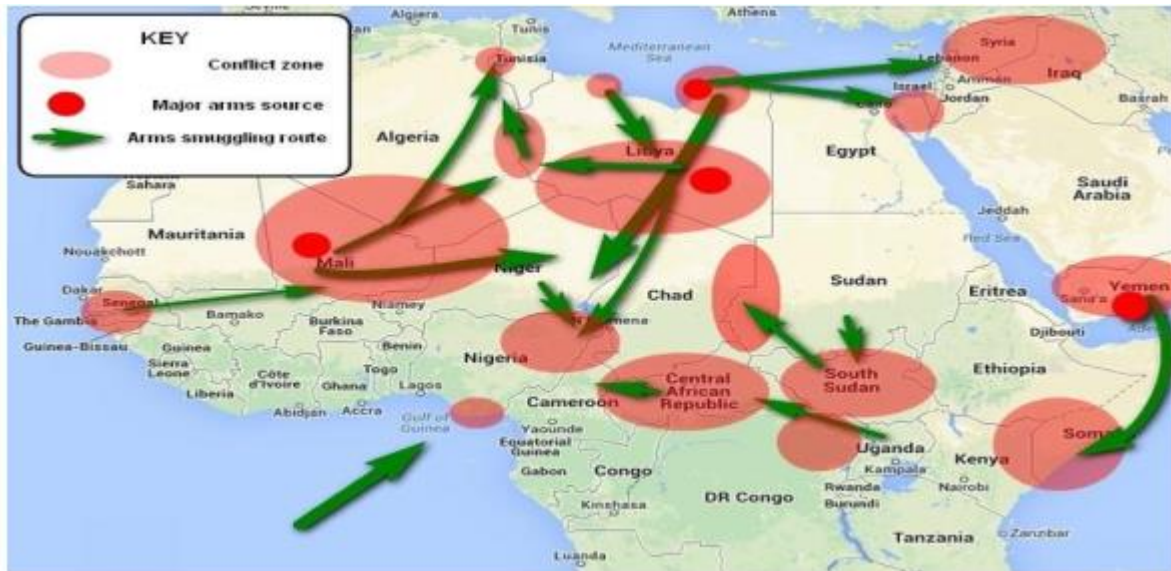 KEY
Conflict zone
Major arms source
Arms smuggling route
Algiers
Tunis
Athens
Tunisia
Mediterranean
Sea
Syria
Lebanon
Iraq
Israel
Amman
Jordan
Cairo
Basrah
Algeria
Libya
Egypt
Western
Sahara
Saudi
Arabia
Jeddah
Red Sea
Mauritania
Nouakchott
Mali
Niger
Chad
Sudan
Eritrea
Yemen
Sana'a
Dakar
Senegal
The Gambia
Bamako
Niamey
Burkina
Faso
Guinea-Bissau
Guinea
Benin
Nigeria
Djibouti
Sierra
Leone
Côte
d'Ivoire
Togo
Ghana
Lagos
Liberia
Abidjan
Accra
Ethiopia
South
Sudan
Central
African
Republic
Cameroon
Gulf of
Guinea
Yaounde
Equatorial
Guinea
Gabon
Congo
Uganda
Kampala
Kenya
Nairobi
Rwanda
Burundi
DR Congo
Kinshasa
Tanzania
Zanzibar
Luanda